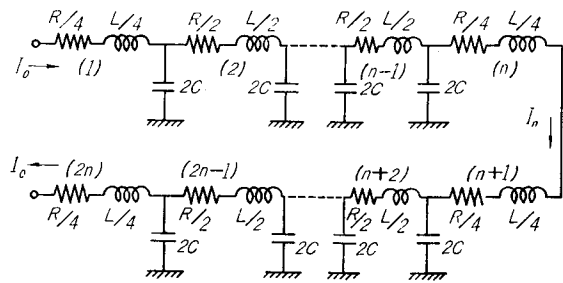 R/4 L/4 R/2 L/2 R/2 L/2 R/4 L/4
I₀ (1) (2) (n-1) (n)
2C 2C 2C 2C
Iₙ
I₀ (2n) (2n-1) (n+2) (n+1)
R/4 L/4 R/2 L/2 R/2 L/2 R/4 L/4
2C 2C 2C 2C